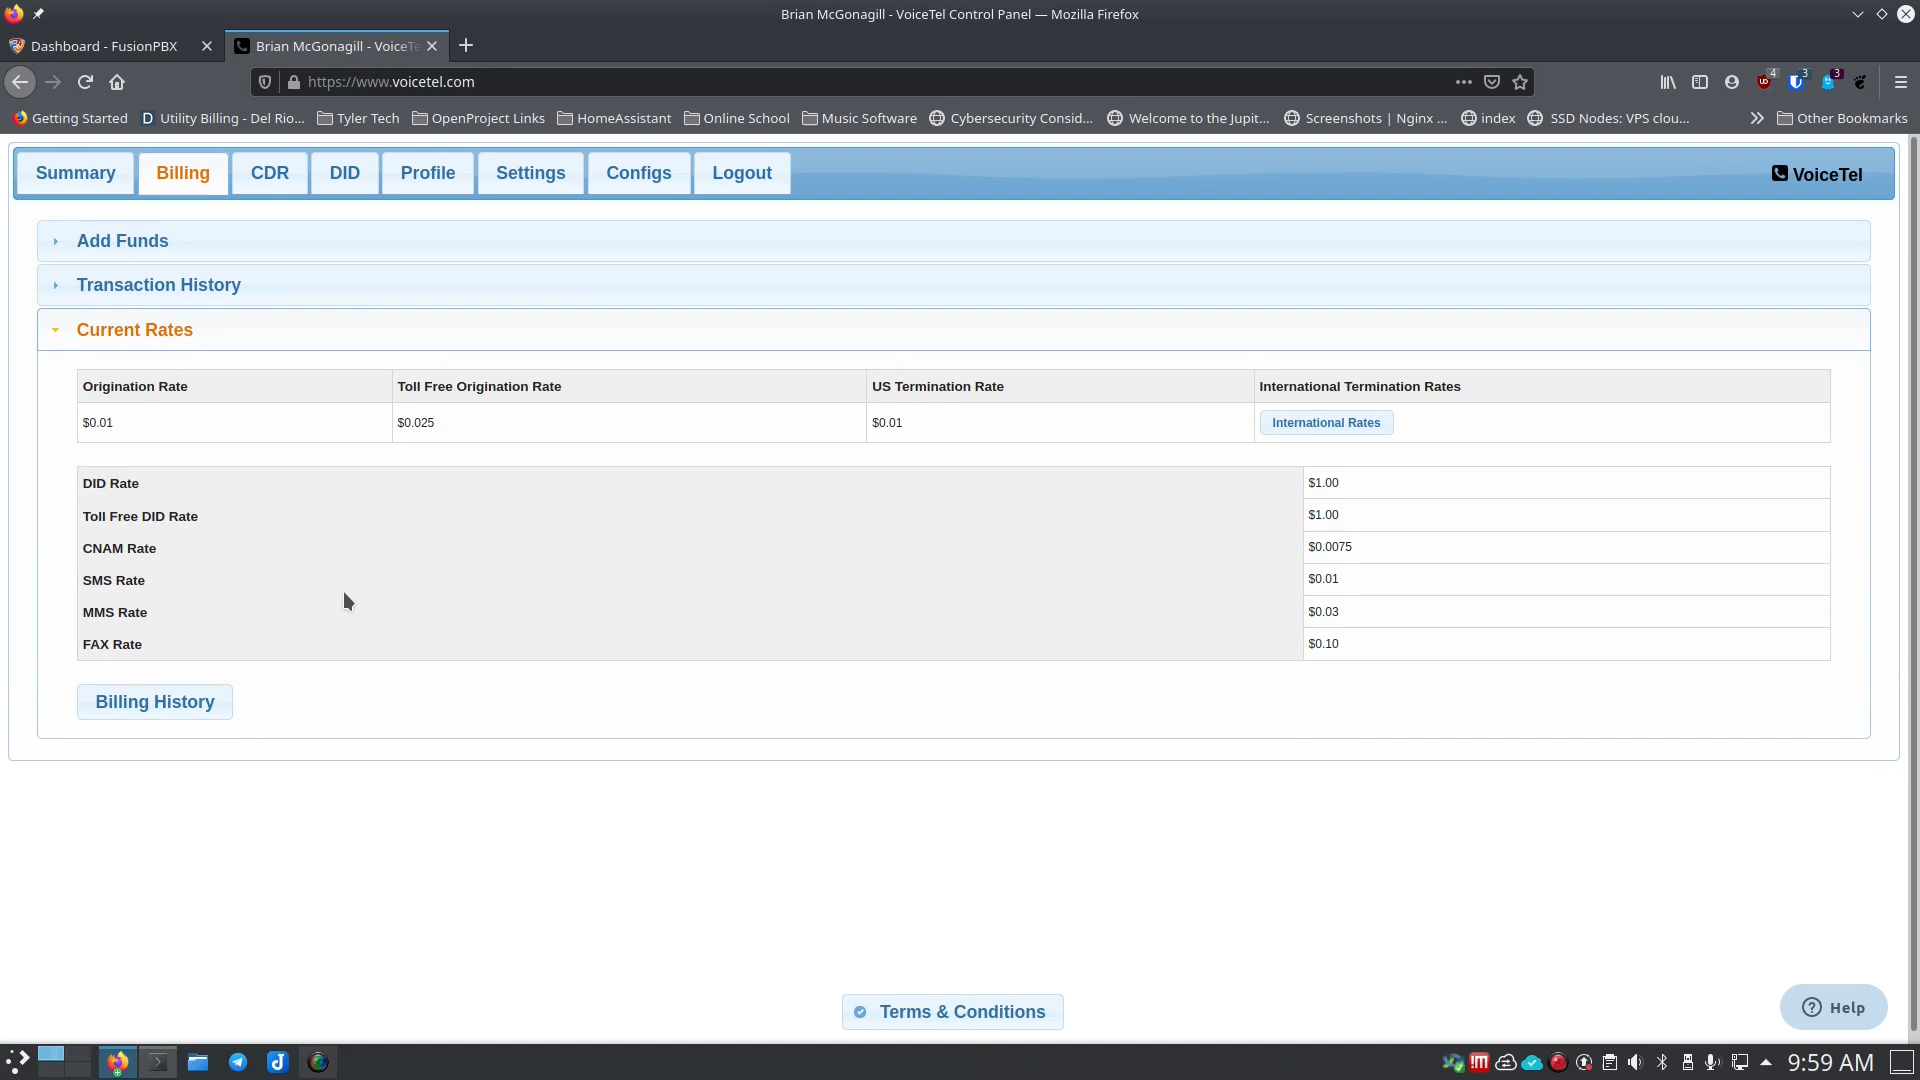 Brian McGonagill - VoiceTel Control Panel — Mozilla Firefox
Dashboard - FusionPBX
Brian McGonagill - VoiceTe
https://www.voicetel.com
4
3
3
Getting Started
Utility Billing - Del Rio...
Tyler Tech
OpenProject Links
HomeAssistant
Online School
Music Software
Cybersecurity Consid...
Welcome to the Jupit...
Screenshots | Nginx ...
index
SSD Nodes: VPS clou...
Other Bookmarks
Summary
Billing
CDR
DID
Profile
Settings
Configs
Logout
VoiceTel
Add Funds
Transaction History
Current Rates
Origination Rate
Toll Free Origination Rate
US Termination Rate
International Termination Rates
$0.01
$0.025
$0.01
International Rates
DID Rate
$1.00
Toll Free DID Rate
$1.00
CNAM Rate
$0.0075
SMS Rate
$0.01
MMS Rate
$0.03
FAX Rate
$0.10
Billing History
Terms & Conditions
Help
9:59 AM